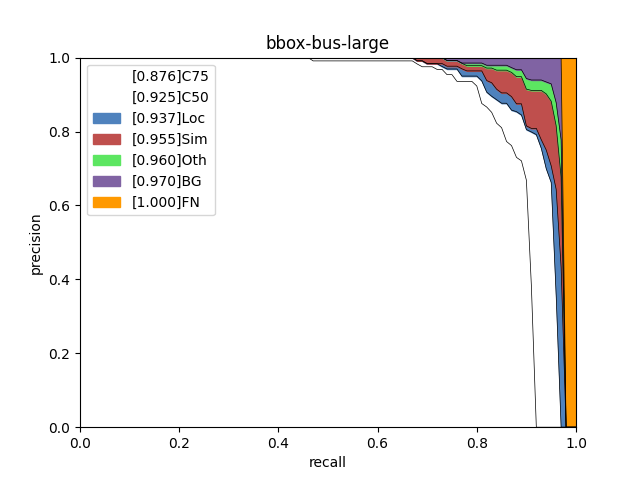 bbox-bus-large
1.0
0.8
0.6
0.4
0.2
0.0
precision
[0.876]C75
[0.925]C50
[0.937]Loc
[0.955]Sim
[0.960]Oth
[0.970]BG
[1.000]FN
0.0 0.2 0.4 0.6 0.8 1.0
recall